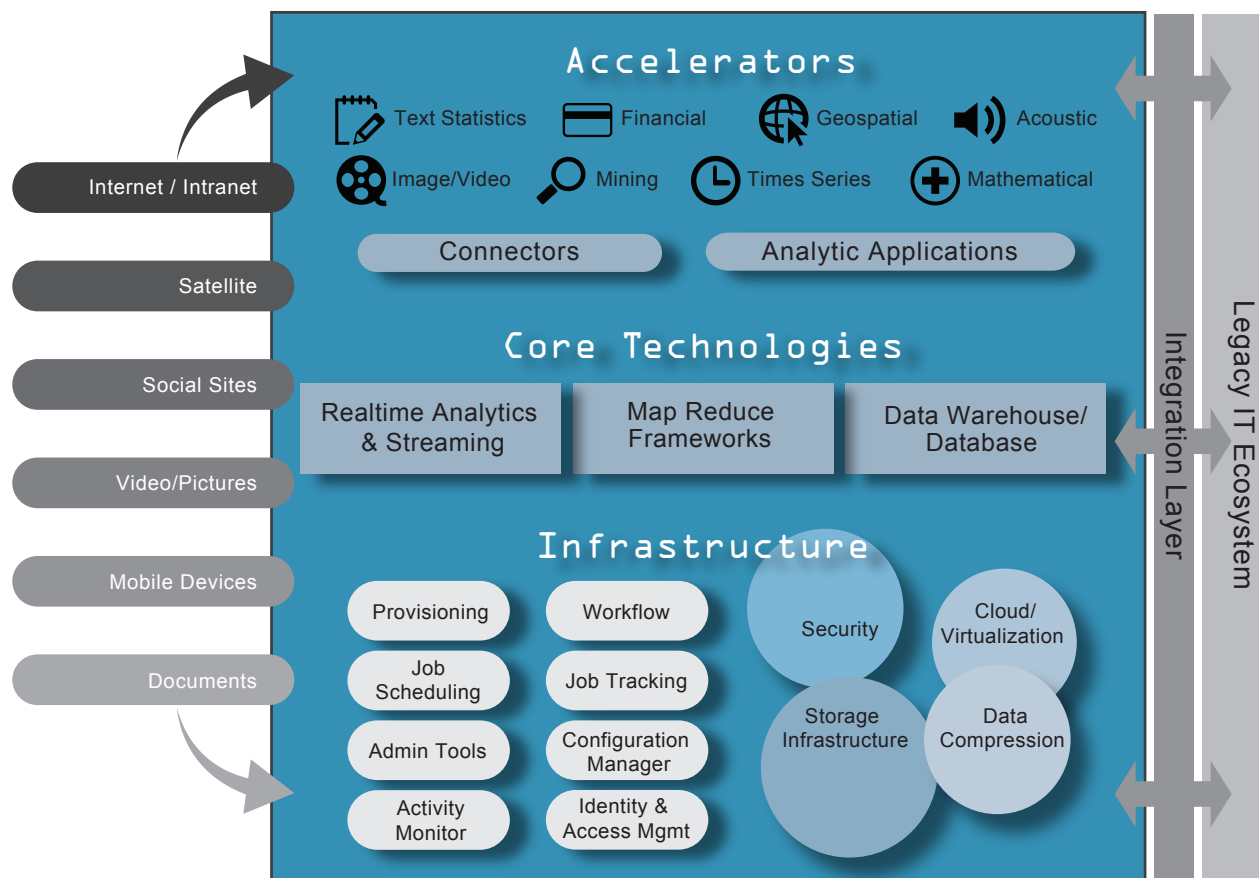 Accelerators
Text Statistics
Financial
Geospatial
Acoustic
Image/Video
Mining
Times Series
Mathematical
Connectors
Analytic Applications
Internet / Intranet
Satellite
Social Sites
Video/Pictures
Mobile Devices
Documents
Core Technologies
Realtime Analytics
& Streaming
Map Reduce
Frameworks
Data Warehouse/
Database
Infrastructure
Provisioning
Workflow
Job
Scheduling
Job Tracking
Admin Tools
Configuration
Manager
Activity
Monitor
Identity &
Access Mgmt
Security
Cloud/
Virtualization
Storage
Infrastructure
Data
Compression
Integration Layer
Legacy IT Ecosystem